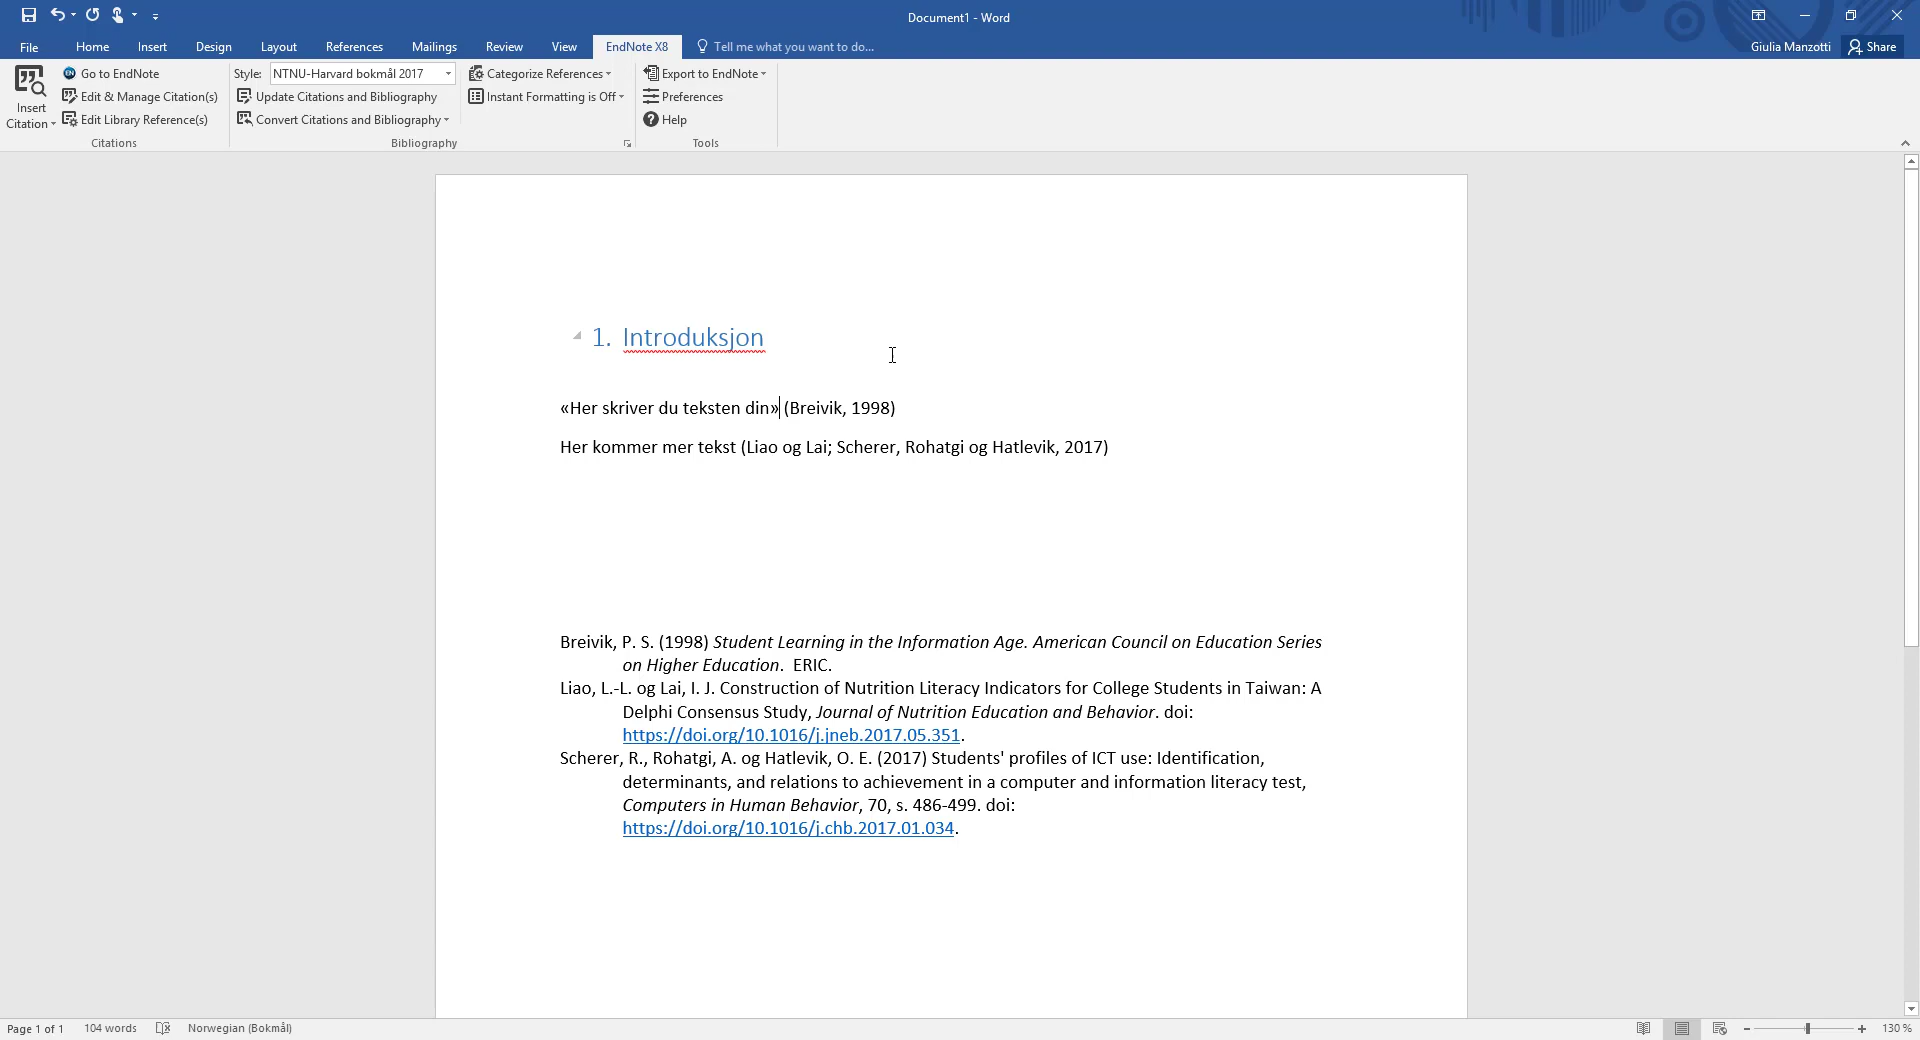 Document1 - Word
File Home Insert Design Layout References Mailings Review View EndNote X8 Tell me what you want to do... Giulia Manzotti Share
Insert Citation
Go to EndNote
Edit & Manage Citation(s)
Edit Library Reference(s)
Citations
Style: NTNU-Harvard bokmål 2017
Update Citations and Bibliography
Convert Citations and Bibliography
Categorize References
Instant Formatting is Off
Bibliography
Export to EndNote
Preferences
Help
Tools
1. Introduksjon
«Her skriver du teksten din» (Breivik, 1998)
Her kommer mer tekst (Liao og Lai; Scherer, Rohatgi og Hatlevik, 2017)
Breivik, P. S. (1998) Student Learning in the Information Age. American Council on Education Series
on Higher Education. ERIC.
Liao, L.-L. og Lai, I. J. Construction of Nutrition Literacy Indicators for College Students in Taiwan: A
Delphi Consensus Study, Journal of Nutrition Education and Behavior. doi:
https://doi.org/10.1016/j.jneb.2017.05.351.
Scherer, R., Rohatgi, A. og Hatlevik, O. E. (2017) Students' profiles of ICT use: Identification,
determinants, and relations to achievement in a computer and information literacy test,
Computers in Human Behavior, 70, s. 486-499. doi:
https://doi.org/10.1016/j.chb.2017.01.034.
Page 1 of 1 104 words Norwegian (Bokmål) 130 %